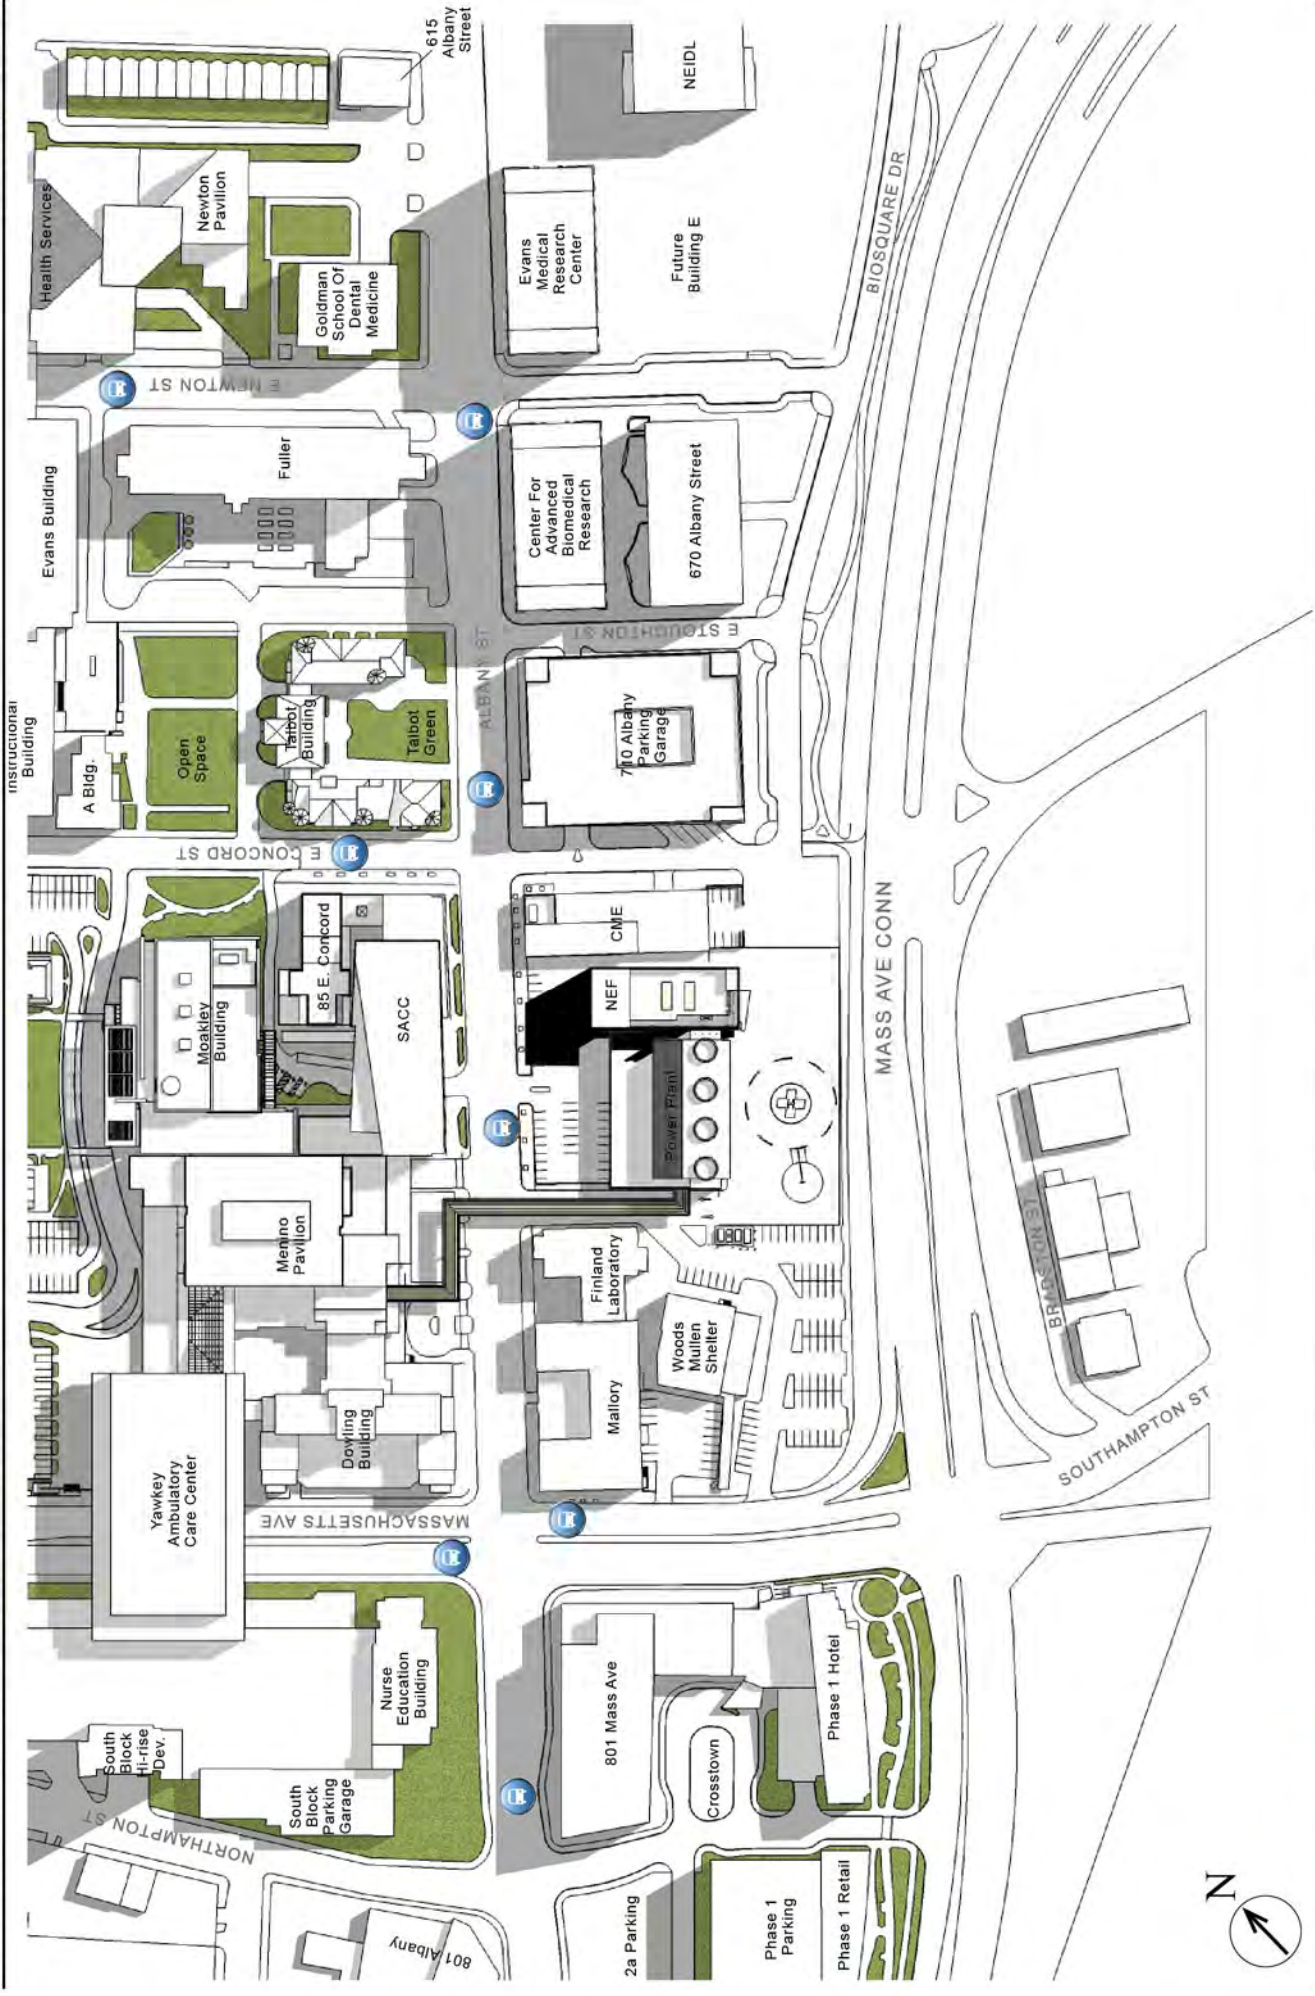 615
Albany
Street
NEIDL
Health Services
Newton
Pavilion
Goldman
School Of
Dental
Medicine
Evans
Medical
Research
Center
Future
Building E
BIOSQUARE DR
E NEWTON ST
Evans Building
Fuller
Center For
Advanced
Biomedical
Research
670 Albany Street
E STOUGHTON ST
ALBANY ST
Instructional
Building
A Bldg.
Open
Space
Talbot
Building
Talbot
Green
710 Albany
Parking
Garage
E CONCORD ST
MASS AVE CONN
Moakley
Building
85 E. Concord
SACC
CME
NEF
Power Plant
Menino
Pavilion
Finland
Laboratory
Woods
Mullen
Shelter
Mallory
Dowling
Building
Yawkey
Ambulatory
Care Center
MASSACHUSETTS AVE
BRADSTON ST
SOUTHAMPTON ST
Nurse
Education
Building
South
Block
Hi-rise
Dev.
South
Block
Parking
Garage
NORTHAMPTON ST
801 Mass Ave
Crosstown
Phase 1 Hotel
801 Albany
2a Parking
Phase 1
Parking
Phase 1 Retail
N